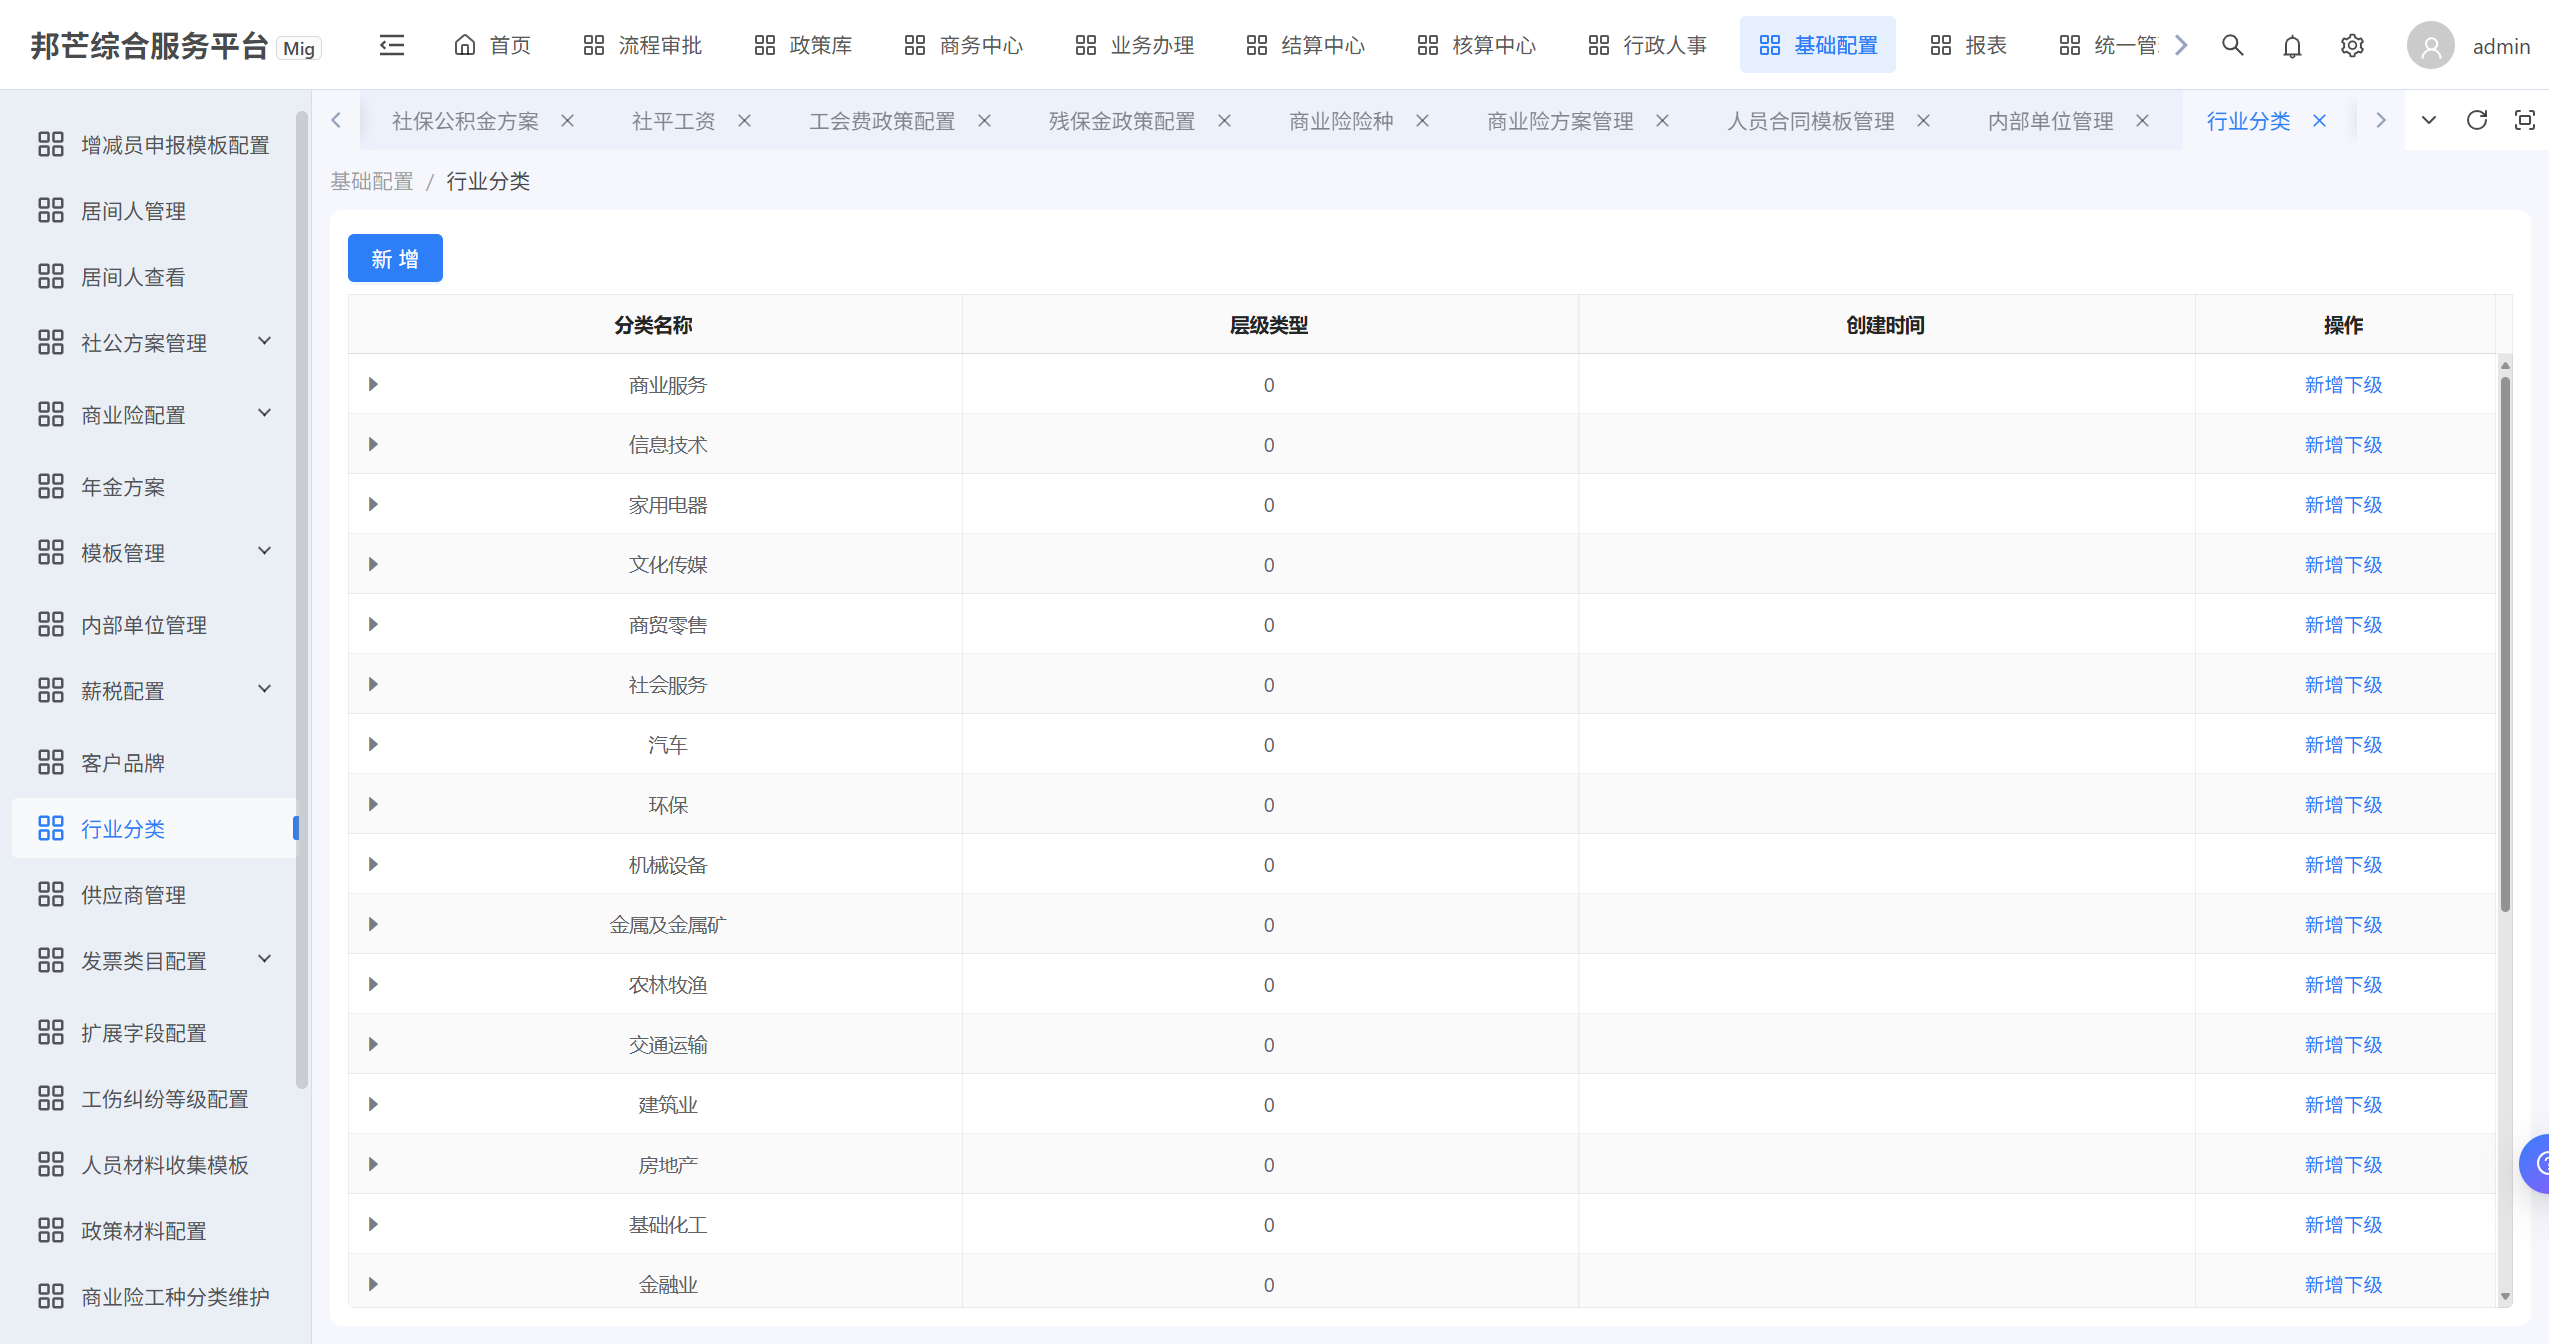 邦芒综合服务平台 Mig 首页 流程审批 政策库 商务中心 业务办理 结算中心 核算中心 行政人事 基础配置 报表 统一管 admin
社保公积金方案 社平工资 工会费政策配置 残保金政策配置 商业险险种 商业险方案管理 人员合同模板管理 内部单位管理 行业分类
基础配置 / 行业分类
增减员申报模板配置
居间人管理
居间人查看
社公方案管理
商业险配置
年金方案
模板管理
内部单位管理
薪税配置
客户品牌
行业分类
供应商管理
发票类目配置
扩展字段配置
工伤纠纷等级配置
人员材料收集模板
政策材料配置
商业险工种分类维护
新 增
分类名称 层级类型 创建时间 操作
商业服务 0 新增下级
信息技术 0 新增下级
家用电器 0 新增下级
文化传媒 0 新增下级
商贸零售 0 新增下级
社会服务 0 新增下级
汽车 0 新增下级
环保 0 新增下级
机械设备 0 新增下级
金属及金属矿 0 新增下级
农林牧渔 0 新增下级
交通运输 0 新增下级
建筑业 0 新增下级
房地产 0 新增下级
基础化工 0 新增下级
金融业 0 新增下级